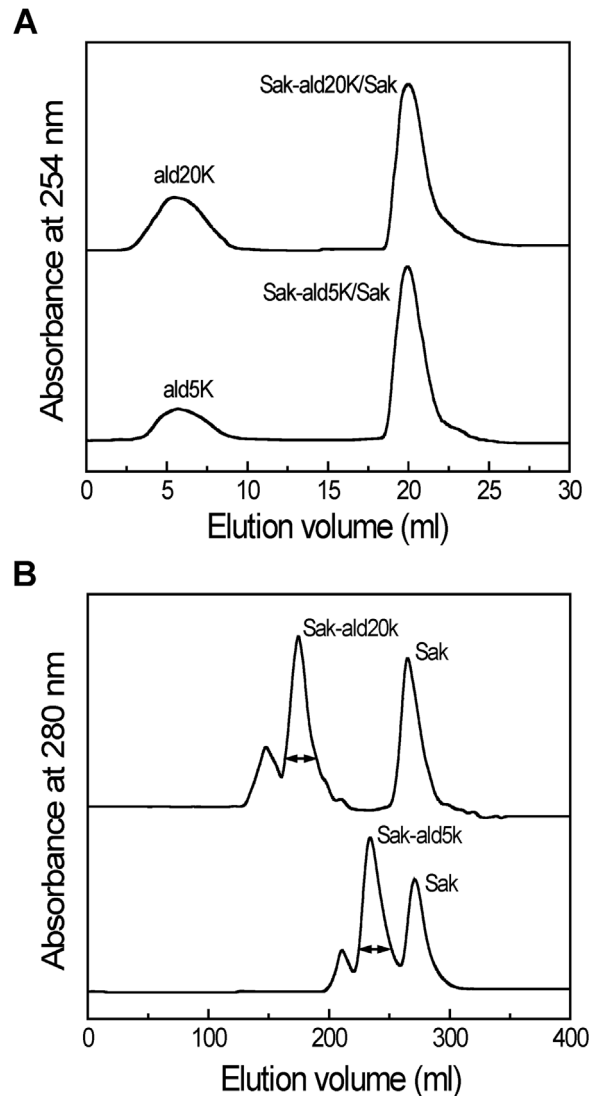 A
Absorbance at 254 nm
Sak-ald20K/Sak
ald20K
Sak-ald5K/Sak
ald5K
0 5 10 15 20 25 30
Elution volume (ml)
B
Absorbance at 280 nm
Sak-ald20k
Sak
Sak-ald5k
Sak
0 100 200 300 400
Elution volume (ml)